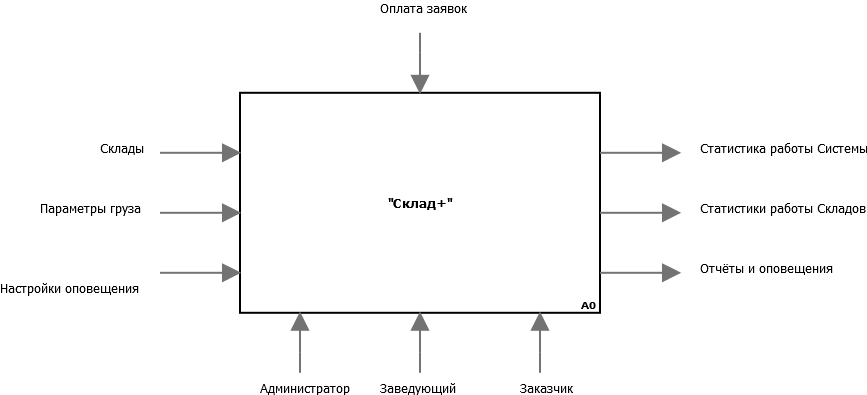 Оплата заявок
Склады
Статистика работы Системы
"Склад+"
Параметры груза
Статистики работы Складов
Настройки оповещения
Отчёты и оповещения
A0
Администратор
Заведующий
Заказчик